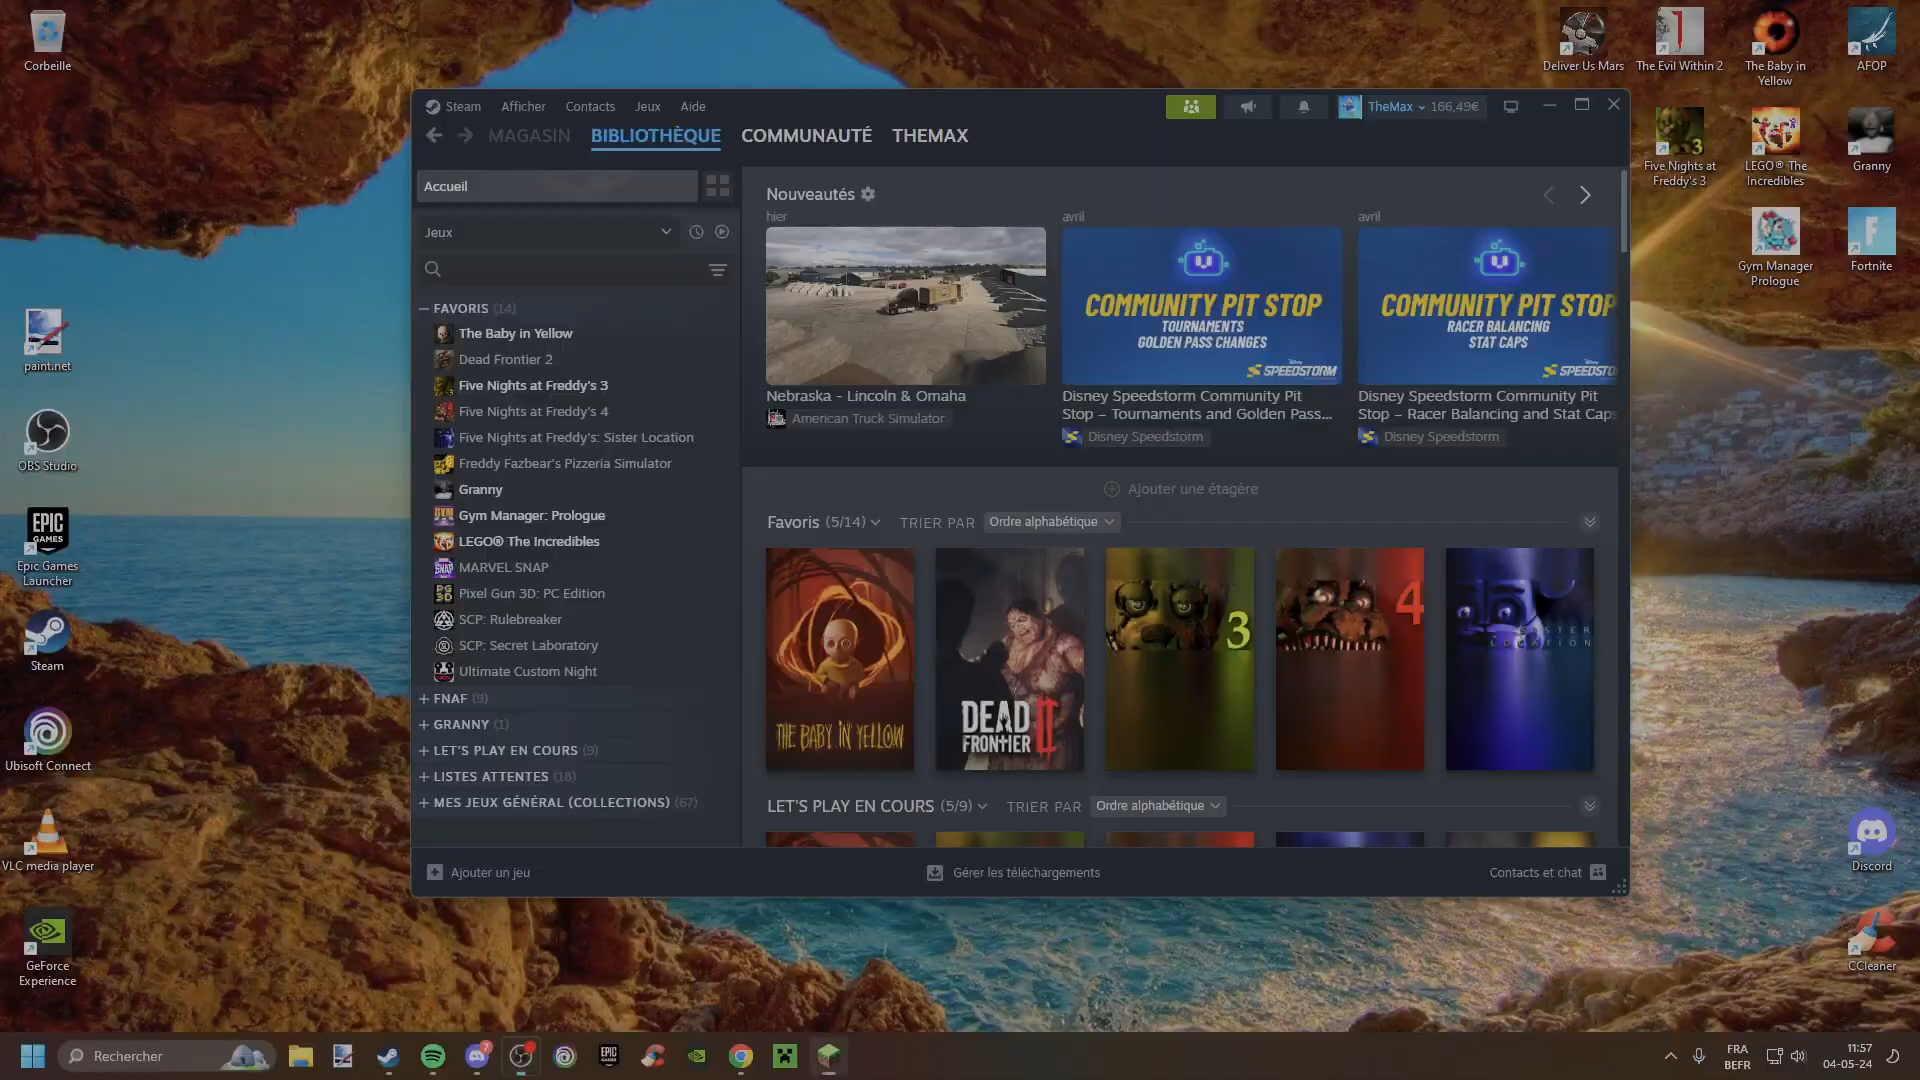 Corbeille
paint.net
OBS Studio
EPIC
GAMES
Epic Games
Launcher
Steam
Ubisoft Connect
VLC media player
GeForce
Experience
Deliver Us Mars
The Evil Within 2
The Baby in
Yellow
AFOP
3
Five Nights at
Freddy's 3
LEGO® The
Incredibles
Granny
Gym Manager
Prologue
F
Fortnite
Discord
CCleaner
Steam
Afficher
Contacts
Jeux
Aide
TheMax
166,49€
MAGASIN
BIBLIOTHÈQUE
COMMUNAUTÉ
THEMAX
Accueil
Jeux
— FAVORIS (14)
The Baby in Yellow
Dead Frontier 2
Five Nights at Freddy's 3
Five Nights at Freddy's 4
Five Nights at Freddy's: Sister Location
Freddy Fazbear's Pizzeria Simulator
Granny
Gym Manager: Prologue
LEGO® The Incredibles
MARVEL SNAP
Pixel Gun 3D: PC Edition
SCP: Rulebreaker
SCP: Secret Laboratory
Ultimate Custom Night
+ FNAF (9)
+ GRANNY (1)
+ LET'S PLAY EN COURS (9)
+ LISTES ATTENTES (18)
+ MES JEUX GÉNÉRAL (COLLECTIONS) (67)
Nouveautés
hier
Nebraska - Lincoln & Omaha
American Truck Simulator
avril
COMMUNITY PIT STOP
TOURNAMENTS
GOLDEN PASS CHANGES
Disney
SPEEDSTORM
Disney Speedstorm Community Pit
Stop – Tournaments and Golden Pass...
Disney Speedstorm
avril
COMMUNITY PIT STOP
RACER BALANCING
STAT CAPS
Disney
SPEEDSTO
Disney Speedstorm Community Pit
Stop – Racer Balancing and Stat Caps
Disney Speedstorm
Ajouter une étagère
Favoris (5/14)
TRIER PAR
Ordre alphabétique
THE BABY IN YELLOW
DEAD
FRONTIER II
3
4
SISTER
LOCATION
LET'S PLAY EN COURS (5/9)
TRIER PAR
Ordre alphabétique
Ajouter un jeu
Gérer les téléchargements
Contacts et chat
Rechercher
7
EPIC
FRA
BEFR
11:57
04-05-24